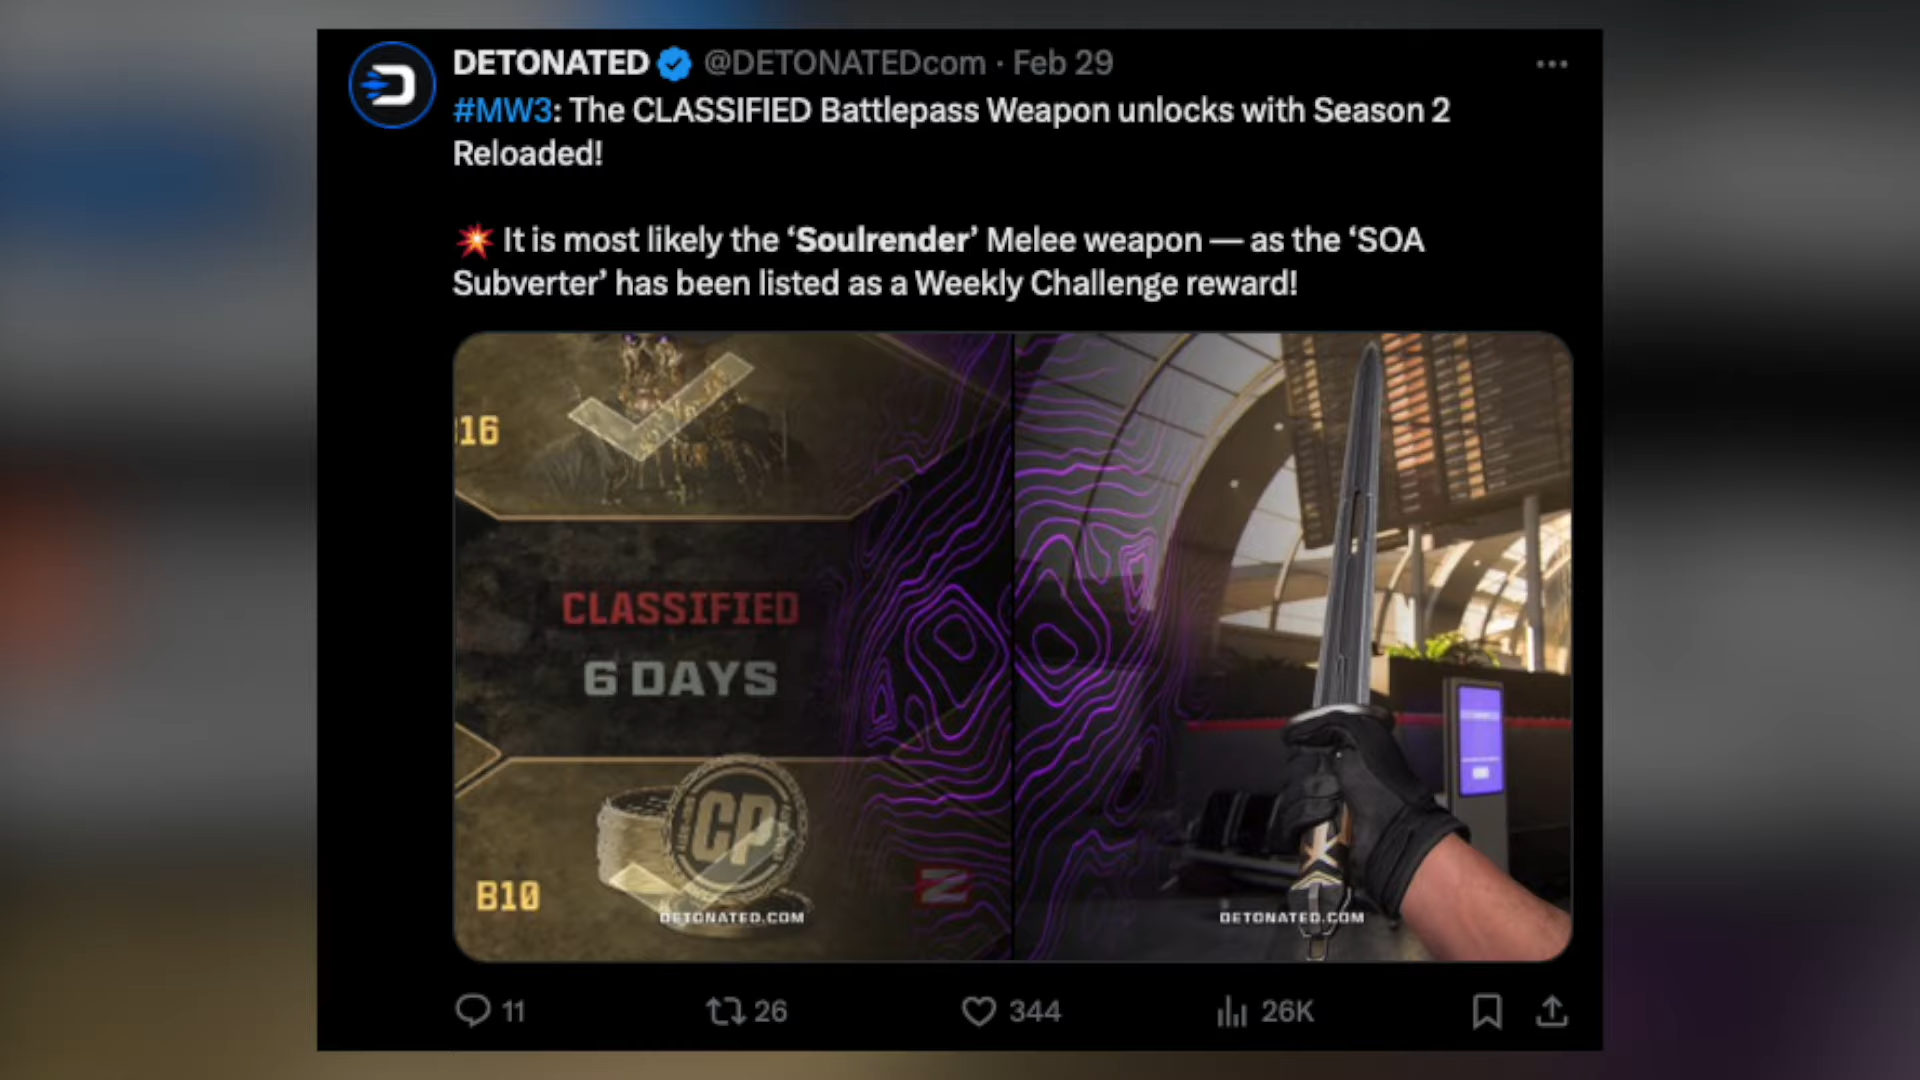 DETONATED @DETONATEDcom · Feb 29
#MW3: The CLASSIFIED Battlepass Weapon unlocks with Season 2
Reloaded!
💥 It is most likely the ‘Soulrender’ Melee weapon — as the ‘SOA
Subverter’ has been listed as a Weekly Challenge reward!
16
CLASSIFIED
6 DAYS
CP
B10
DETONATED.COM
DETONATED.COM
11 26 344 26K